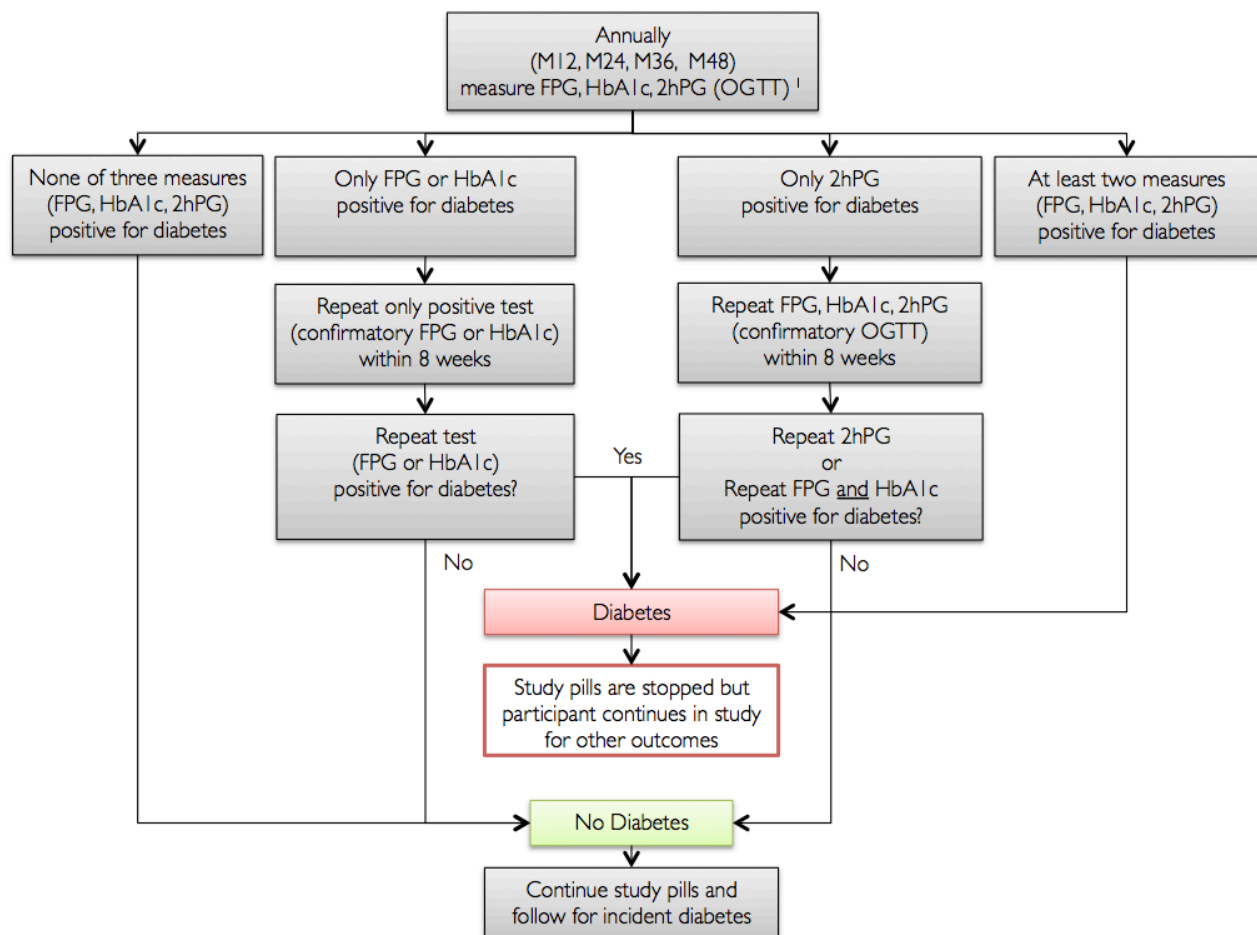 Annually
(M12, M24, M36, M48)
measure FPG, HbA1c, 2hPG (OGTT) 1
None of three measures
(FPG, HbA1c, 2hPG)
positive for diabetes
Only FPG or HbA1c
positive for diabetes
Only 2hPG
positive for diabetes
At least two measures
(FPG, HbA1c, 2hPG)
positive for diabetes
Repeat only positive test
(confirmatory FPG or HbA1c)
within 8 weeks
Repeat FPG, HbA1c, 2hPG
(confirmatory OGTT)
within 8 weeks
Repeat test
(FPG or HbA1c)
positive for diabetes?
Yes
Repeat 2hPG
or
Repeat FPG and HbA1c
positive for diabetes?
No
No
Diabetes
Study pills are stopped but
participant continues in study
for other outcomes
No Diabetes
Continue study pills and
follow for incident diabetes